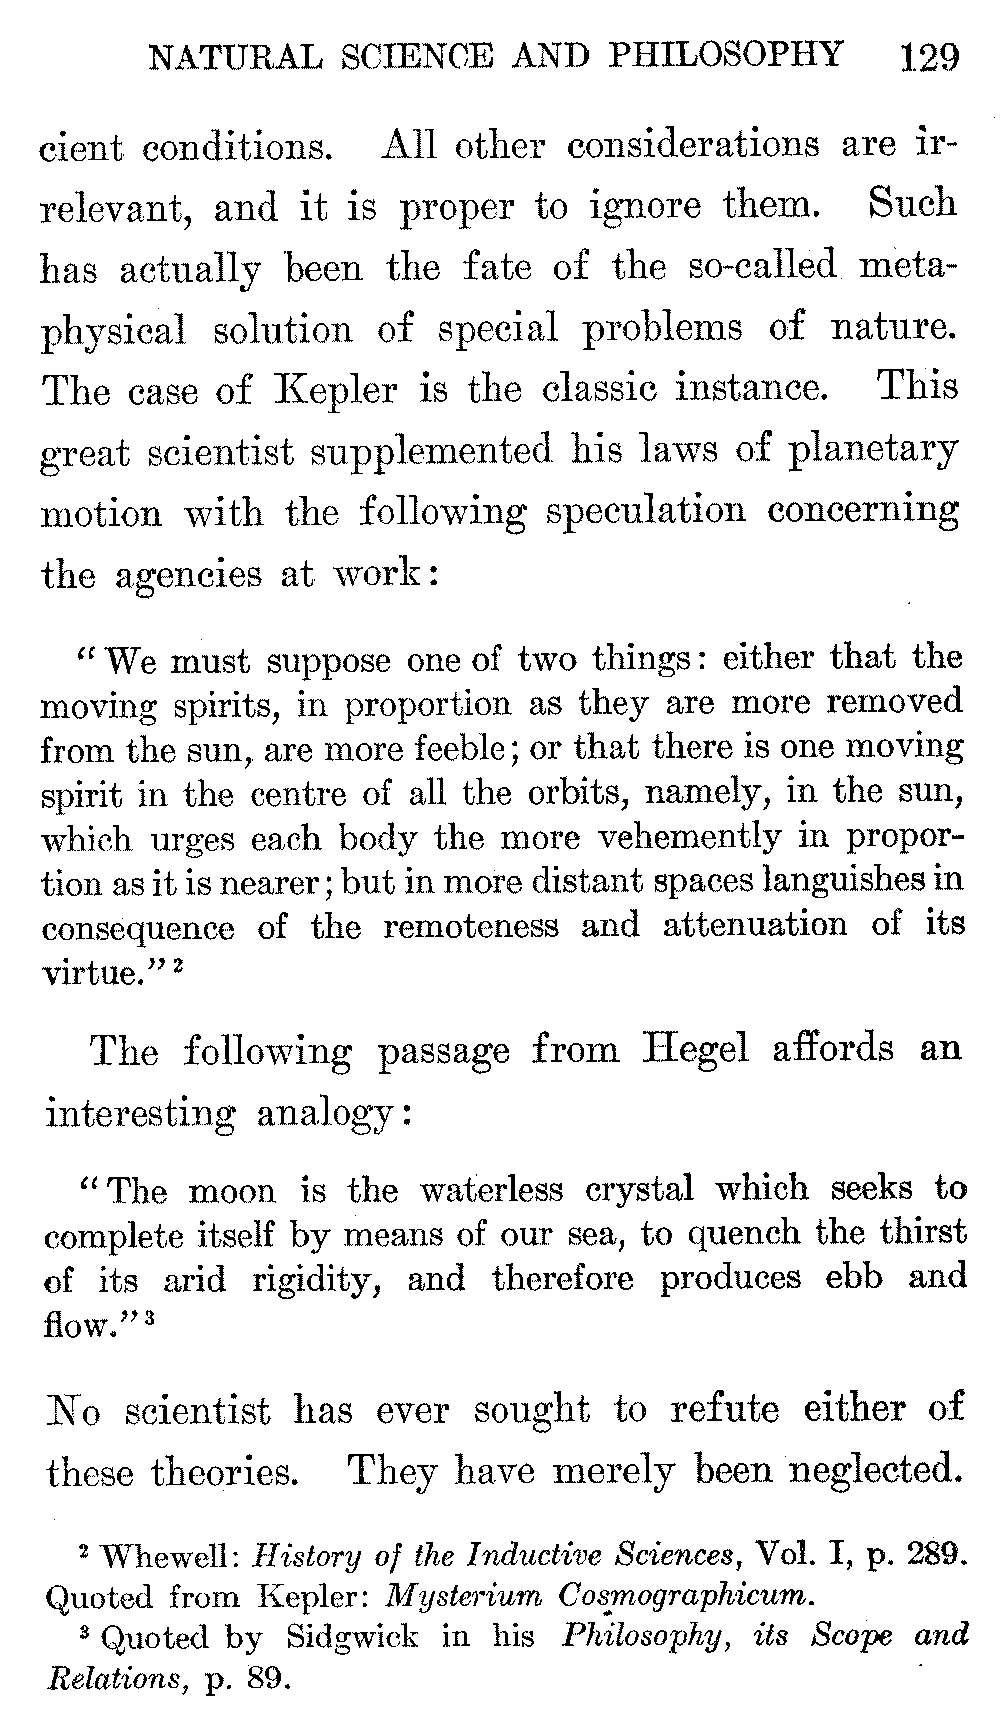 NATURAL SCIENCE AND PHILOSOPHY 129
cient conditions. All other considerations are ir-
relevant, and it is proper to ignore them. Such
has actually been the fate of the so-called meta-
physical solution of special problems of nature.
The case of Kepler is the classic instance. This
great scientist supplemented his laws of planetary
motion with the following speculation concerning
the agencies at work:
“We must suppose one of two things: either that the
moving spirits, in proportion as they are more removed
from the sun, are more feeble; or that there is one moving
spirit in the centre of all the orbits, namely, in the sun,
which urges each body the more vehemently in propor-
tion as it is nearer; but in more distant spaces languishes in
consequence of the remoteness and attenuation of its
virtue.” ²
The following passage from Hegel affords an
interesting analogy:
“The moon is the waterless crystal which seeks to
complete itself by means of our sea, to quench the thirst
of its arid rigidity, and therefore produces ebb and
flow.” ³
No scientist has ever sought to refute either of
these theories. They have merely been neglected.
² Whewell: History of the Inductive Sciences, Vol. I, p. 289.
Quoted from Kepler: Mysterium Cosmographicum.
³ Quoted by Sidgwick in his Philosophy, its Scope and
Relations, p. 89.